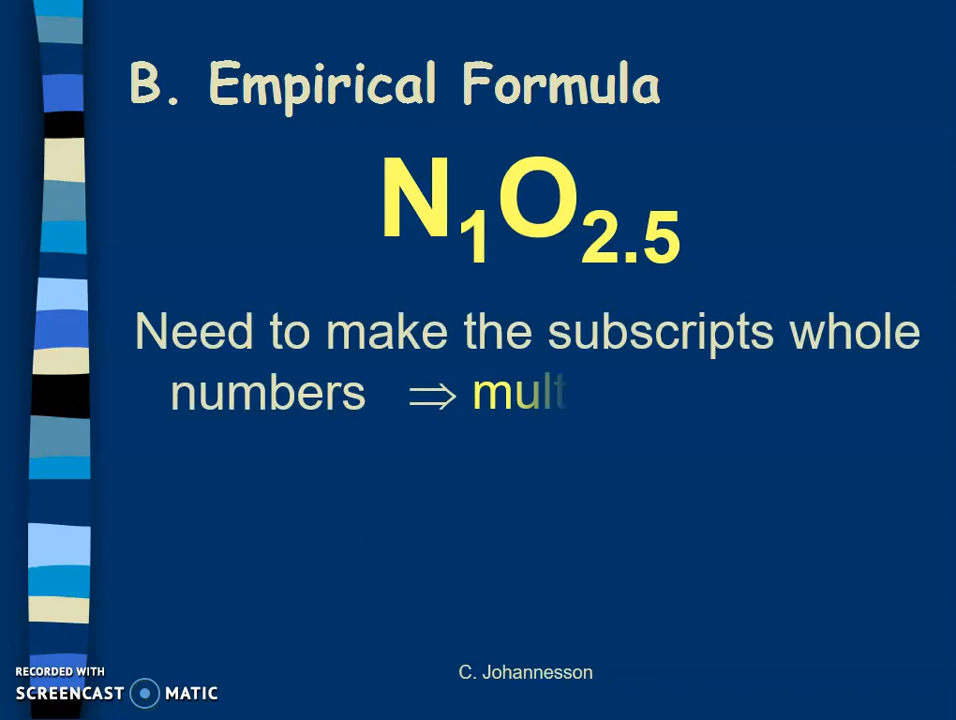 B. Empirical Formula
N₁O₂.₅
Need to make the subscripts whole
numbers ⇒ mult
C. Johannesson
RECORDED WITH
SCREENCAST MATIC